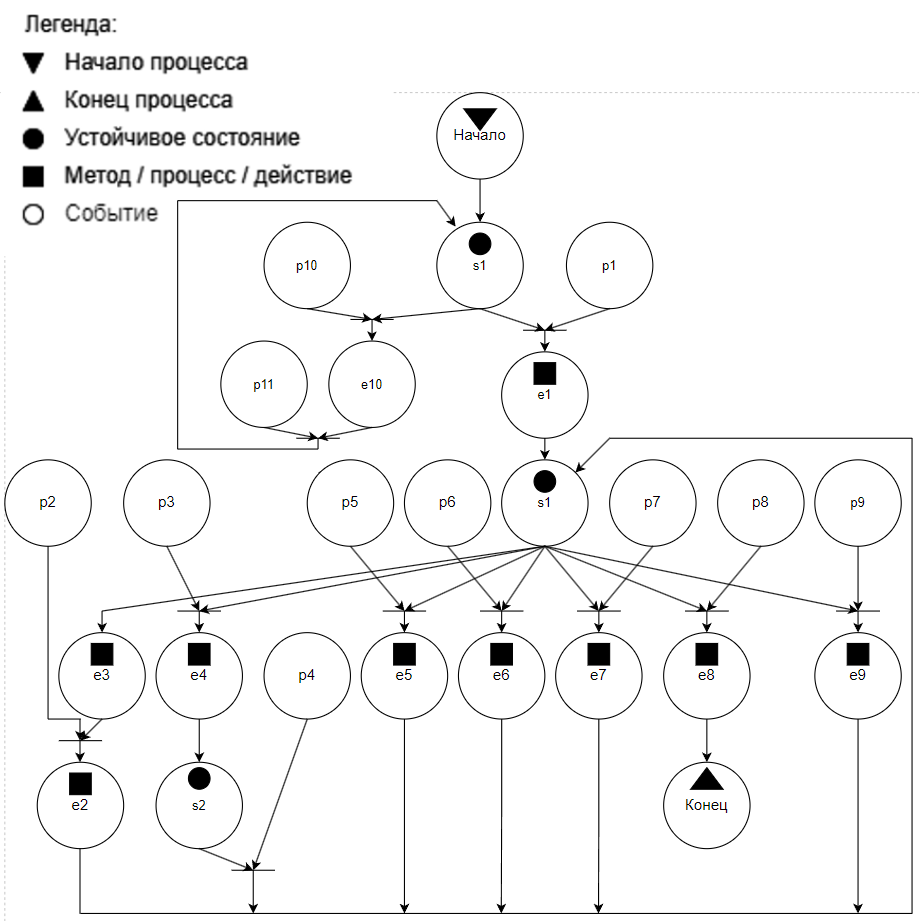 Легенда:
Начало процесса
Конец процесса
Устойчивое состояние
Метод / процесс / действие
Событие
Начало
p10
s1
p1
p11
e10
e1
p2
p3
p5
p6
s1
p7
p8
p9
e3
e4
p4
e5
e6
e7
e8
e9
e2
s2
Конец